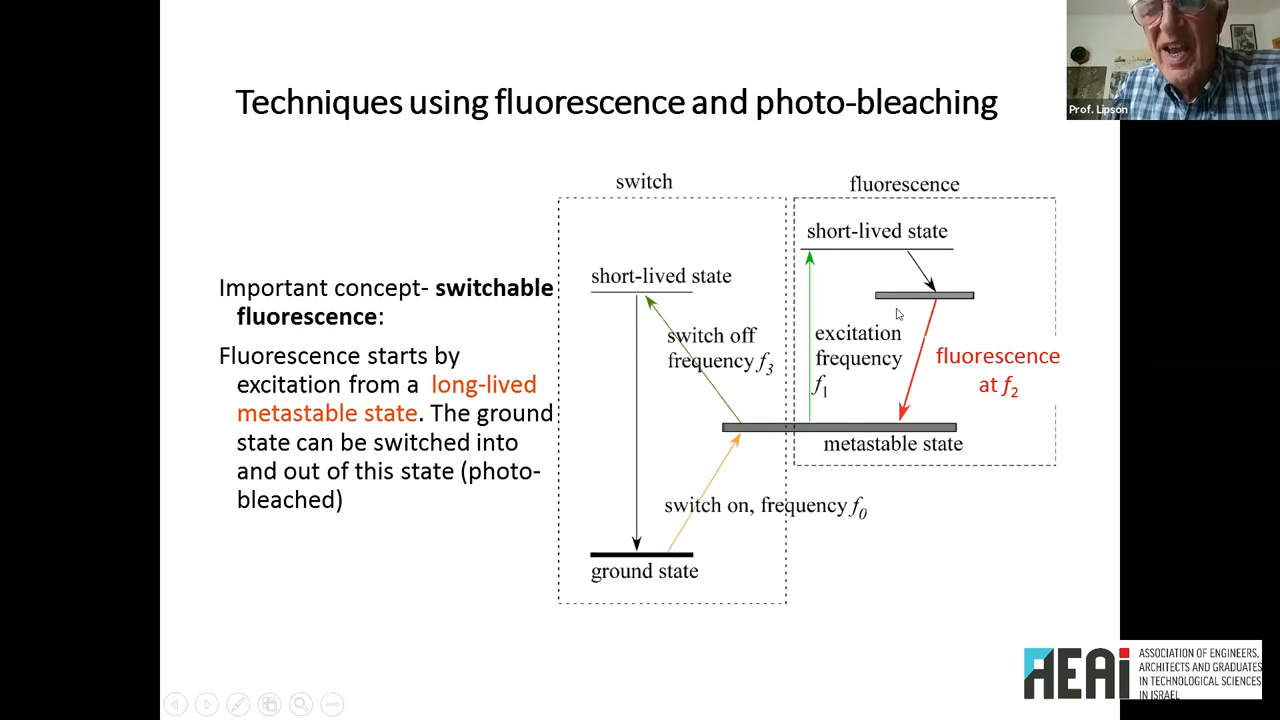 Prof. Lipson
Techniques using fluorescence and photo-bleaching
Important concept- switchable
fluorescence:
Fluorescence starts by
excitation from a long-lived
metastable state. The ground
state can be switched into
and out of this state (photo-
bleached)
switch
short-lived state
switch off
frequency f3
switch on, frequency f0
ground state
fluorescence
short-lived state
excitation
frequency
f1
fluorescence
at f2
metastable state
AEAi
ASSOCIATION OF ENGINEERS,
ARCHITECTS AND GRADUATES
IN TECHNOLOGICAL SCIENCES
IN ISRAEL